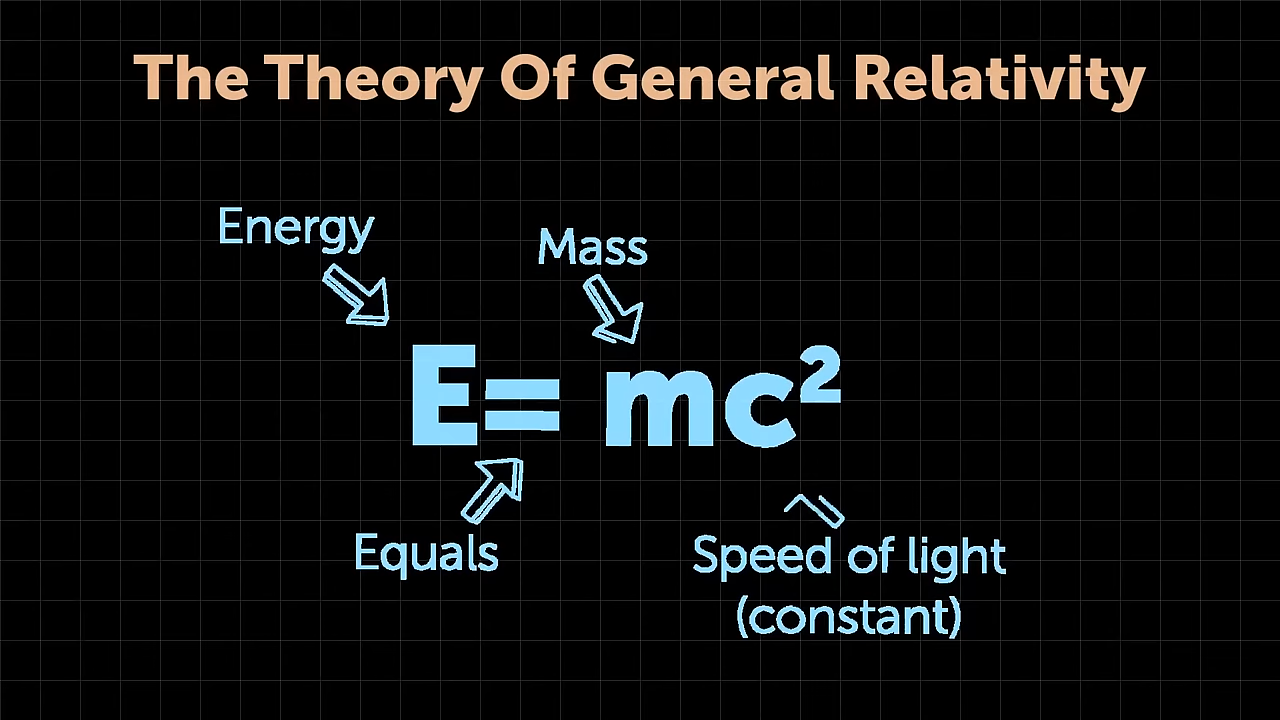 The Theory Of General Relativity
Energy
Mass
E= mc²
Equals
Speed of light
(constant)